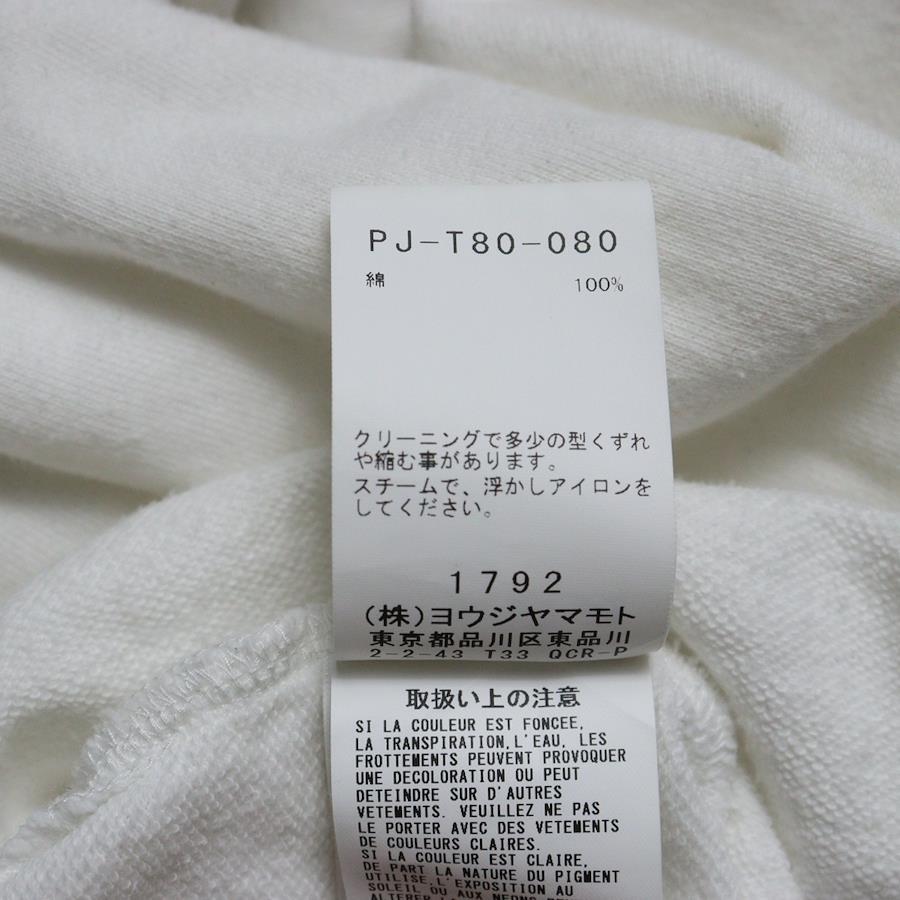 PJ-T80-080
綿 100%
クリーニングで多少の型くずれ
や縮む事があります。
スチームで、浮かしアイロンを
してください。
1792
(株)ヨウジヤマモト
東京都品川区東品川
2-2-43 T33 QCR-P
取扱い上の注意
SI LA COULEUR EST FONCEE,
LA TRANSPIRATION,L'EAU, LES
FROTTEMENTS PEUVENT PROVOQUER
UNE DECOLORATION OU PEUT
DETEINDRE SUR D'AUTRES
VETEMENTS. VEUILLEZ NE PAS
LE PORTER AVEC DES VETEMENTS
DE COULEURS CLAIRES.
SI LA COULEUR EST CLAIRE,
DE PART LA NATURE DU PIGMENT
UTILISE,L'EXPOSITION AU
SOLEIL OU AUX NEONS